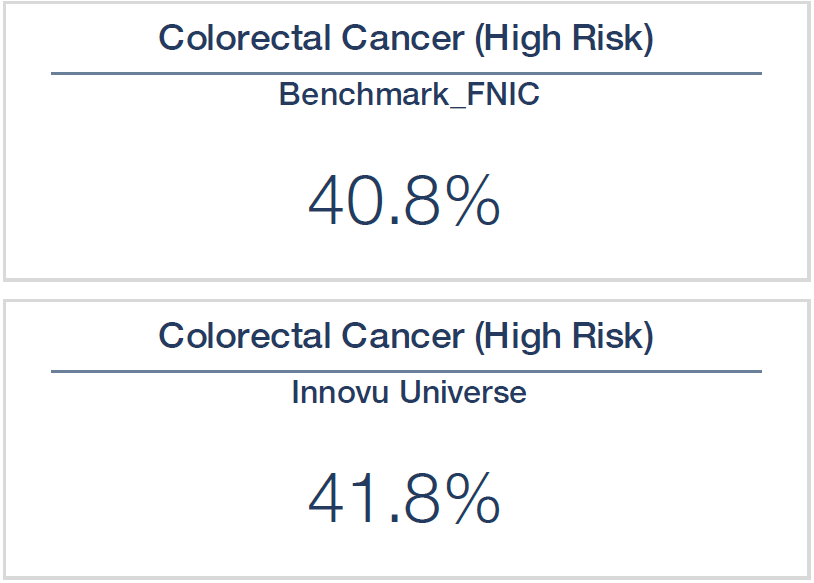 Colorectal Cancer (High Risk)
Benchmark_FNIC
40.8%
Colorectal Cancer (High Risk)
Innovu Universe
41.8%